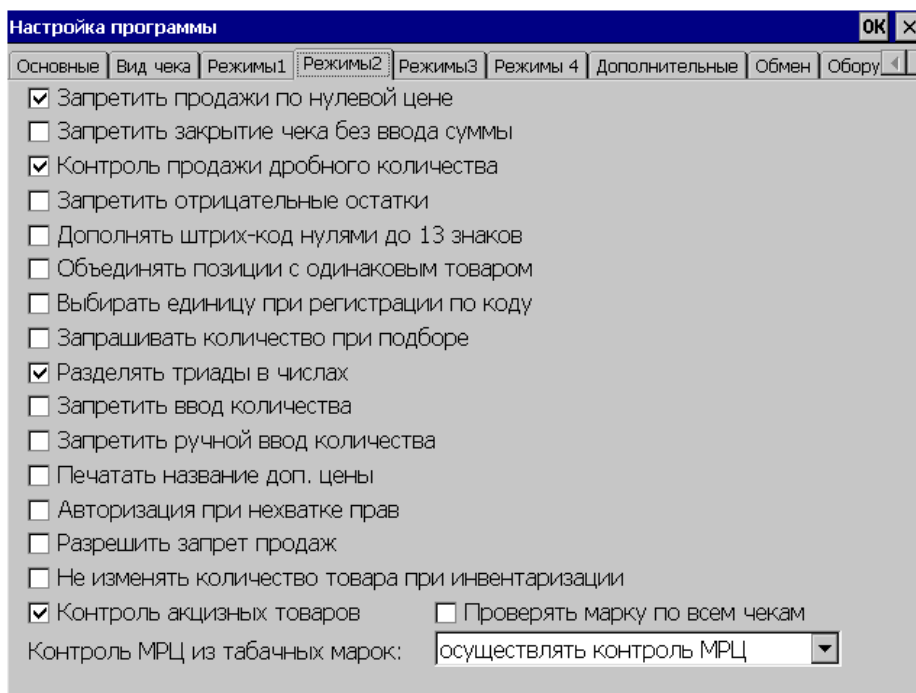 Настройка программы OK ×
Основные Вид чека Режимы1 Режимы2 Режимы3 Режимы 4 Дополнительные Обмен Обору
Запретить продажи по нулевой цене
Запретить закрытие чека без ввода суммы
Контроль продажи дробного количества
Запретить отрицательные остатки
Дополнять штрих-код нулями до 13 знаков
Объединять позиции с одинаковым товаром
Выбирать единицу при регистрации по коду
Запрашивать количество при подборе
Разделять триады в числах
Запретить ввод количества
Запретить ручной ввод количества
Печатать название доп. цены
Авторизация при нехватке прав
Разрешить запрет продаж
Не изменять количество товара при инвентаризации
Контроль акцизных товаров Проверять марку по всем чекам
Контроль МРЦ из табачных марок: осуществлять контроль МРЦ